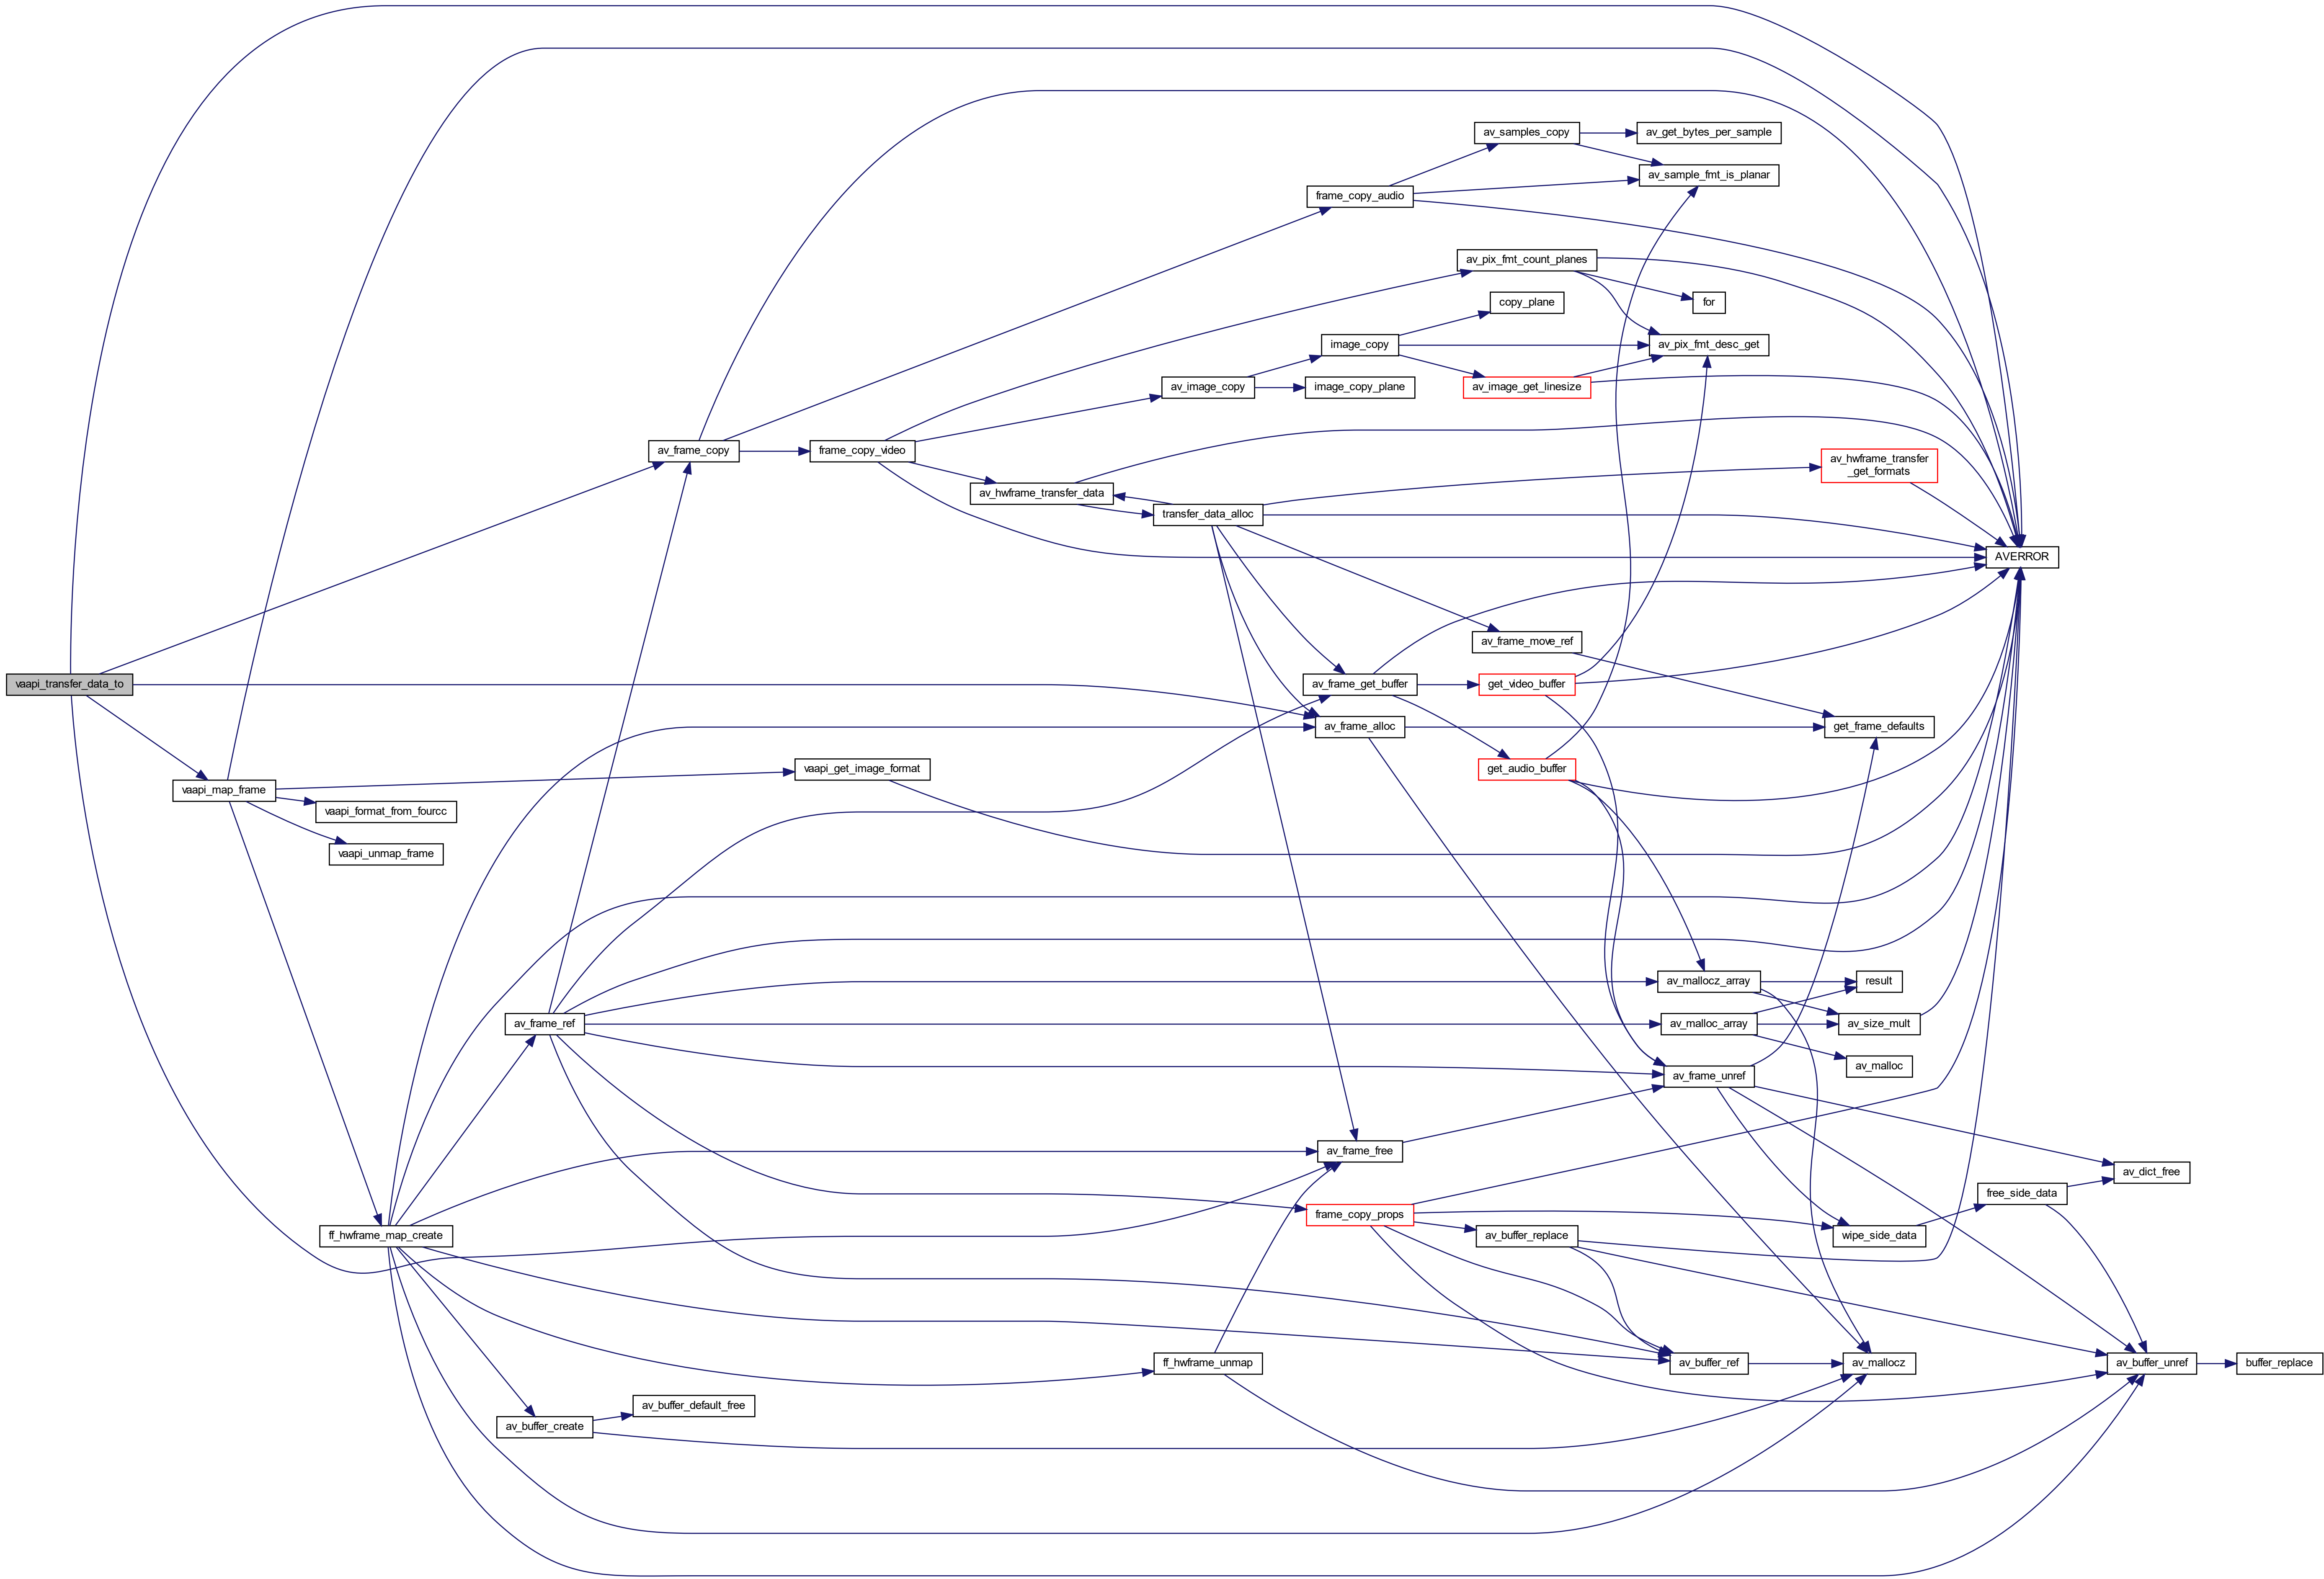 av_samples_copy
av_get_bytes_per_sample
av_sample_fmt_is_planar
frame_copy_audio
av_pix_fmt_count_planes
copy_plane
for
image_copy
av_pix_fmt_desc_get
av_image_copy
image_copy_plane
av_image_get_linesize
av_frame_copy
frame_copy_video
av_hwframe_transfer
_get_formats
av_hwframe_transfer_data
transfer_data_alloc
AVERROR
av_frame_move_ref
vaapi_transfer_data_to
av_frame_get_buffer
get_video_buffer
av_frame_alloc
get_frame_defaults
vaapi_get_image_format
get_audio_buffer
vaapi_map_frame
vaapi_format_from_fourcc
vaapi_unmap_frame
av_mallocz_array
result
av_frame_ref
av_malloc_array
av_size_mult
av_malloc
av_frame_unref
av_frame_free
av_dict_free
free_side_data
frame_copy_props
ff_hwframe_map_create
av_buffer_replace
wipe_side_data
ff_hwframe_unmap
av_buffer_ref
av_mallocz
av_buffer_unref
buffer_replace
av_buffer_default_free
av_buffer_create